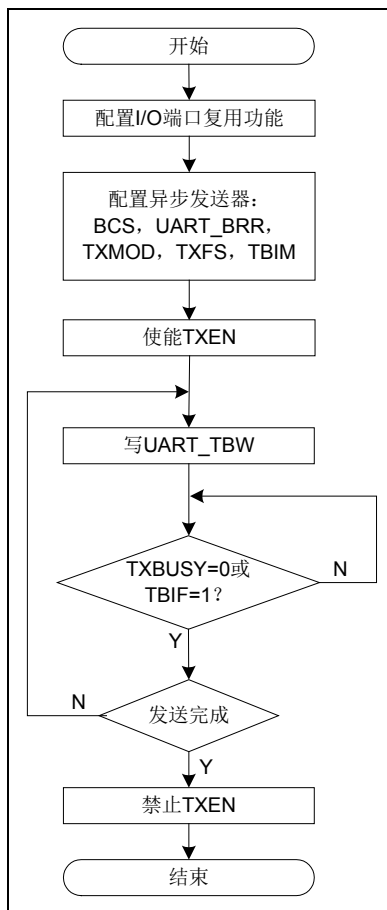 开始
配置I/O端口复用功能
配置异步发送器：
BCS，UART_BRR，
TXMOD，TXFS，TBIM
使能TXEN
写UART_TBW
TXBUSY=0或
TBIF=1？
N
Y
N
发送完成
Y
禁止TXEN
结束